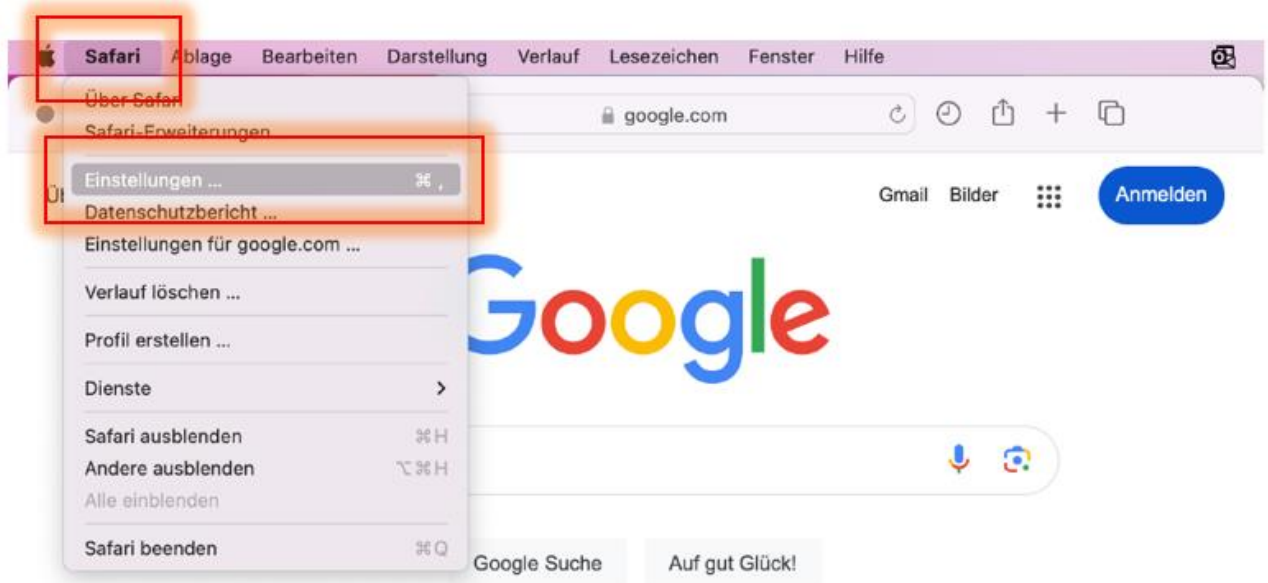 Safari Ablage Bearbeiten Darstellung Verlauf Lesezeichen Fenster Hilfe
google.com
Über Safari
Safari-Erweiterungen
Einstellungen ... ⌘ ,
Datenschutzbericht ...
Einstellungen für google.com ...
Verlauf löschen ...
Profil erstellen ...
Dienste
Safari ausblenden ⌘ H
Andere ausblenden ⌥ ⌘ H
Alle einblenden
Safari beenden ⌘ Q
Gmail Bilder Anmelden
Google
Google Suche Auf gut Glück!